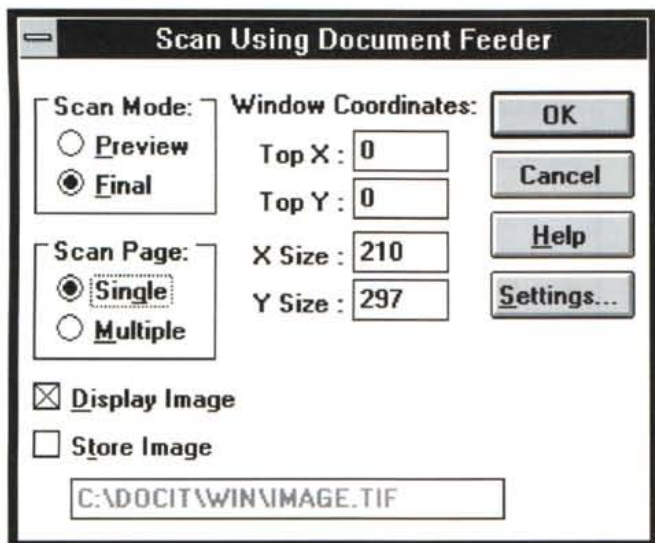 Scan Using Document Feeder
Scan Mode:
Preview
Final
Scan Page:
Single
Multiple
Window Coordinates:
Top X : 0
Top Y : 0
X Size : 210
Y Size : 297
OK
Cancel
Help
Settings...
Display Image
Store Image
C:\DOCIT\WIN\IMAGE.TIF